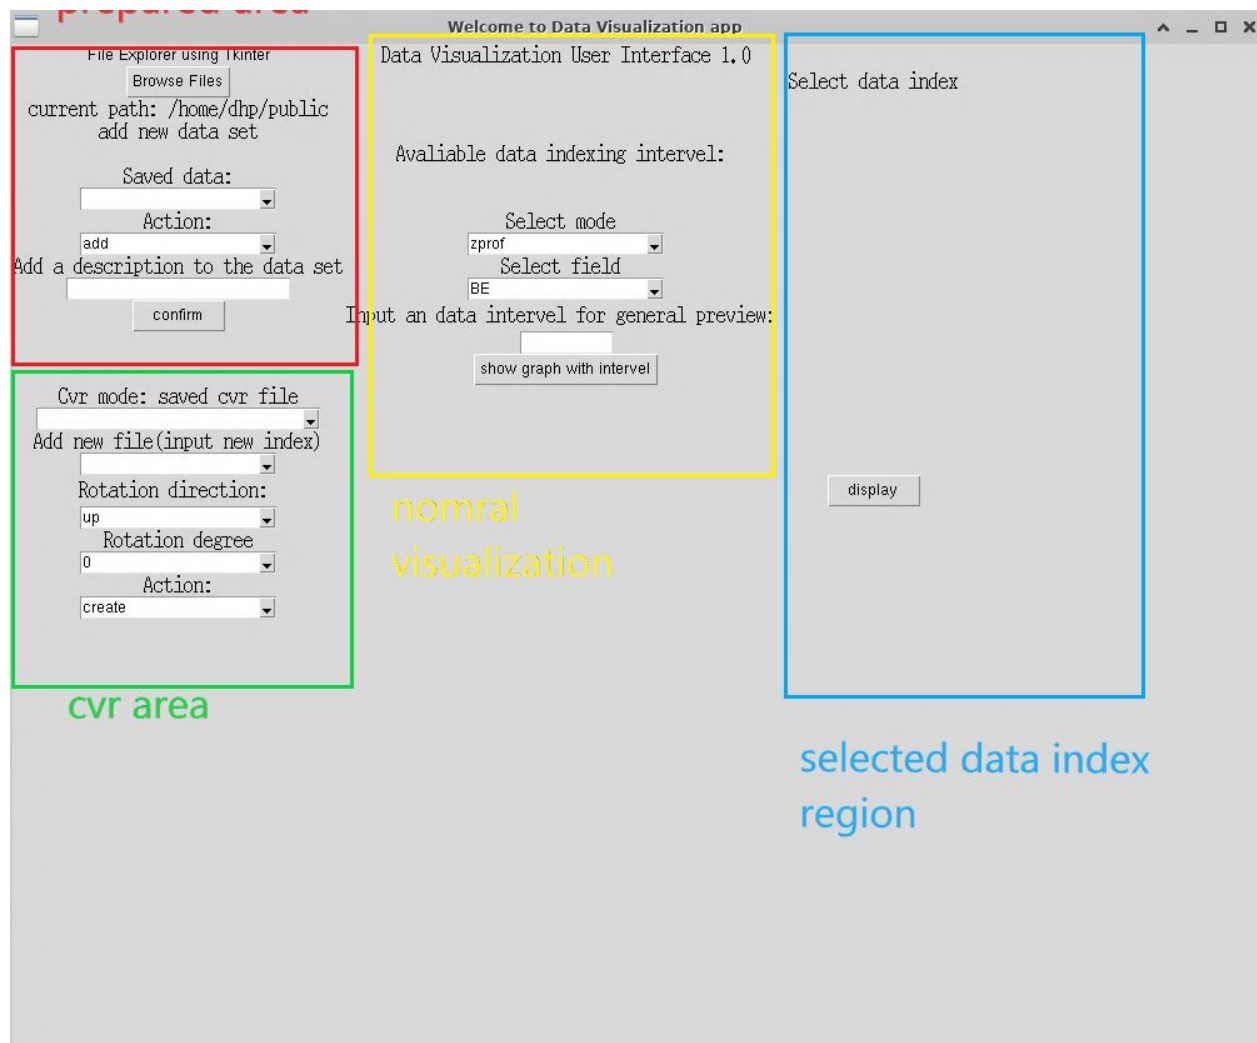 prepared area
Welcome to Data Visualization app
File Explorer using Tkinter
Browse Files
current path: /home/dhp/public
add new data set
Saved data:
Action:
add
Add a description to the data set
confirm
Cvr mode: saved cvr file
Add new file(input new index)
Rotation direction:
up
Rotation degree
0
Action:
create
cvr area
Data Visualization User Interface 1.0
Avaliable data indexing intervel:
Select mode
zprof
Select field
BE
Input an data intervel for general preview:
show graph with intervel
nomral
visualization
Select data index
display
selected data index
region